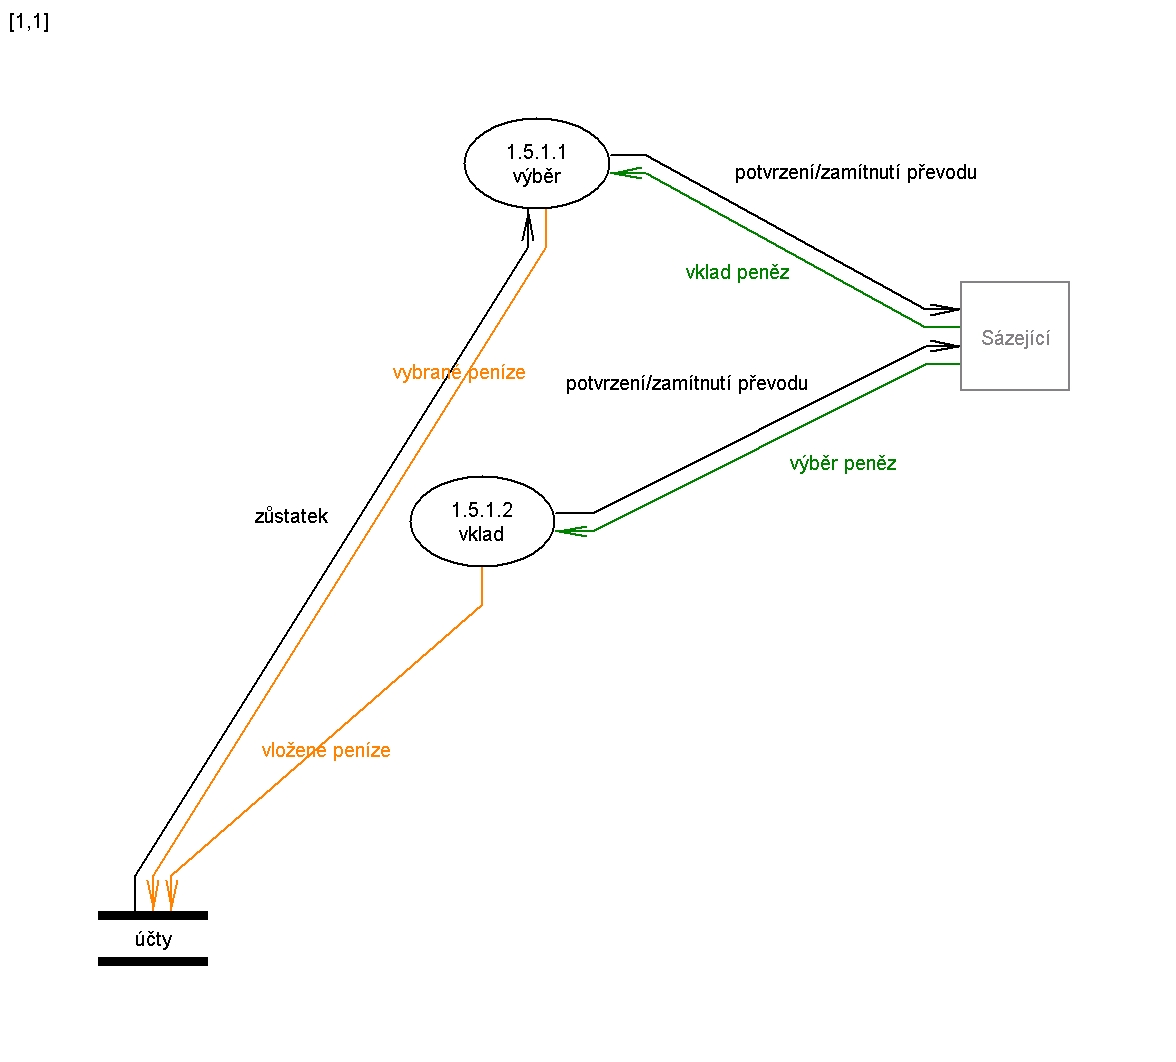 [1,1]
1.5.1.1
výběr
potvrzení/zamítnutí převodu
vklad peněz
Sázející
vybrané peníze
potvrzení/zamítnutí převodu
výběr peněz
zůstatek
1.5.1.2
vklad
vložené peníze
účty